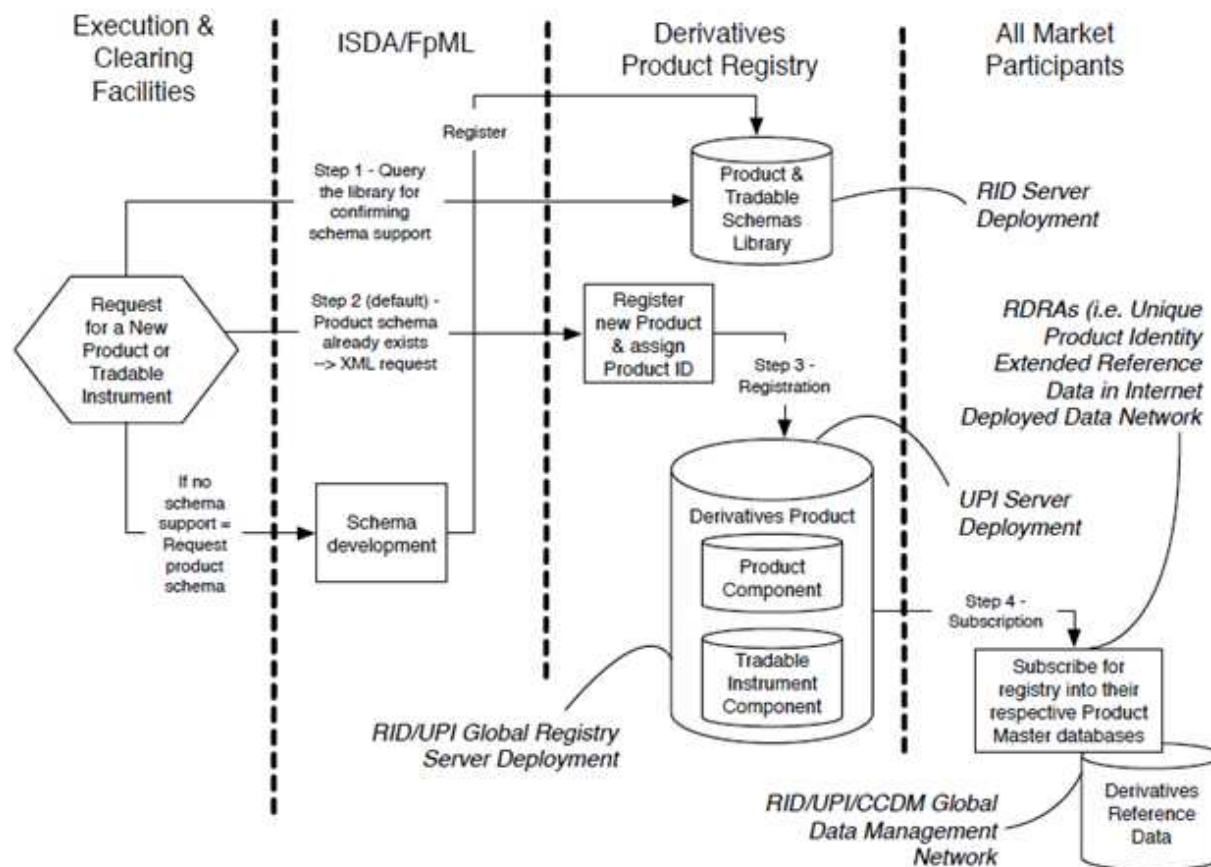 Execution &
Clearing
Facilities
ISDA/FpML
Derivatives
Product Registry
All Market
Participants
Register
Step 1 - Query
the library for
confirming
schema support
Product &
Tradable
Schemas
Library
RID Server
Deployment
Request
for a New
Product or
Tradable
Instrument
Step 2 (default) -
Product schema
already exists
--> XML request
Register
new Product
& assign
Product ID
Step 3 -
Registration
RDRAs (i.e. Unique
Product Identity
Extended Reference
Data in Internet
Deployed Data Network
If no
schema
support =
Request
product
schema
Schema
development
Derivatives Product
Product
Component
Tradable
Instrument
Component
UPI Server
Deployment
Step 4 -
Subscription
Subscribe for
registry into their
respective Product
Master databases
RID/UPI Global Registry
Server Deployment
RID/UPI/CCDM Global
Data Management
Network
Derivatives
Reference
Data